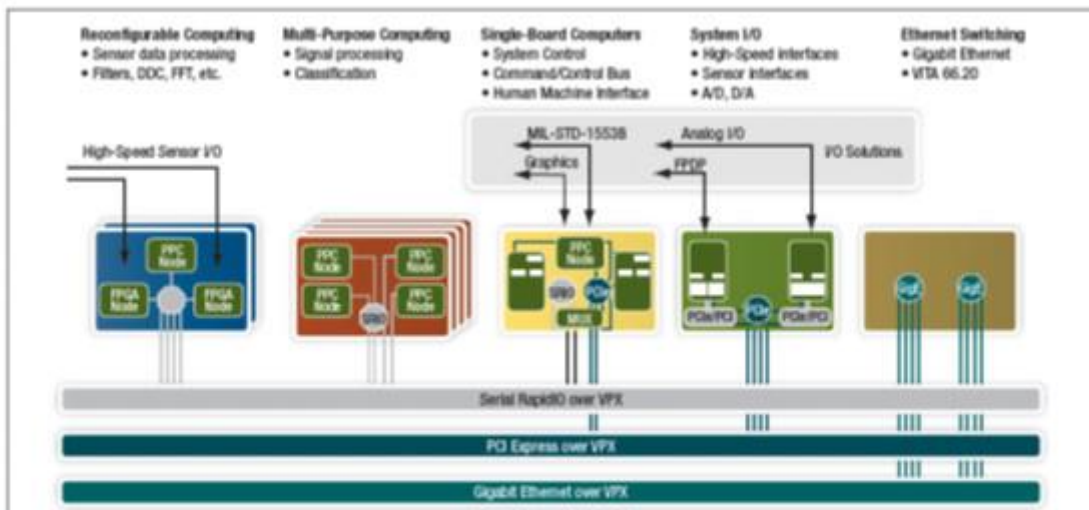 Reconfigurable Computing
• Sensor data processing
• Filters, DDC, FFT, etc.
Multi-Purpose Computing
• Signal processing
• Classification
Single-Board Computers
• System Control
• Command/Control Bus
• Human Machine Interface
System I/O
• High-Speed interfaces
• Sensor interfaces
• A/D, D/A
Ethernet Switching
• Gigabit Ethernet
• VITA 66.20
High-Speed Sensor I/O
MIL-STD-1553B
Graphics
Analog I/O
FPDP
I/O Solutions
PPC
Node
FPGA
Node
FPGA
Node
PPC
Node
PPC
Node
PPC
Node
PPC
Node
SRIO
PPC
Node
SRIO
PCIe
MUX
PCIe/PCI
PCIe
PCIe/PCI
GigE
GigE
Serial RapidIO over VPX
PCI Express over VPX
Gigabit Ethernet over VPX